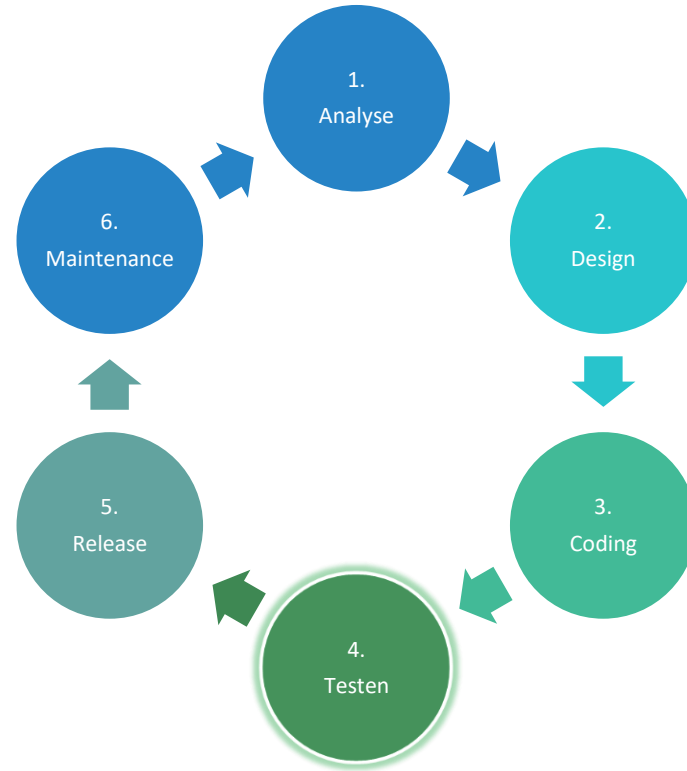 1.
Analyse
2.
Design
3.
Coding
4.
Testen
5.
Release
6.
Maintenance